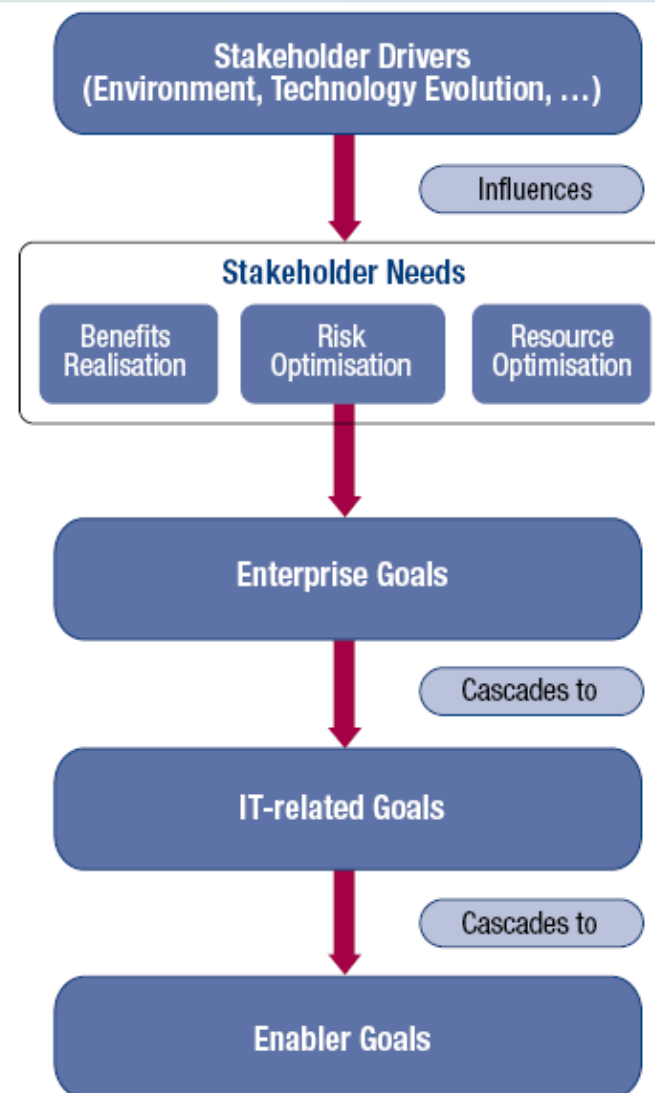 Stakeholder Drivers
(Environment, Technology Evolution, …)
Influences
Stakeholder Needs
Benefits
Realisation
Risk
Optimisation
Resource
Optimisation
Enterprise Goals
Cascades to
IT-related Goals
Cascades to
Enabler Goals